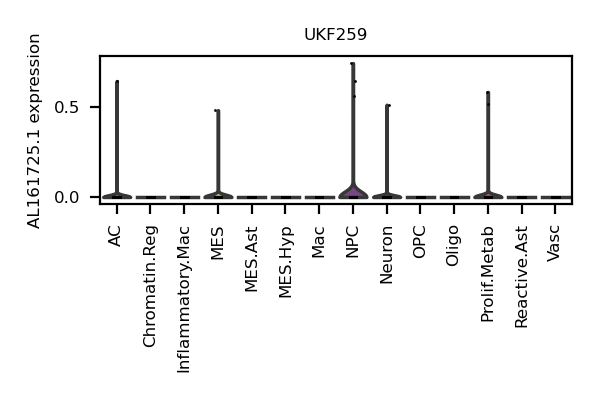 UKF259
AL161725.1 expression
0.5
0.0
AC
Chromatin.Reg
Inflammatory.Mac
MES
MES.Ast
MES.Hyp
Mac
NPC
Neuron
OPC
Oligo
Prolif.Metab
Reactive.Ast
Vasc